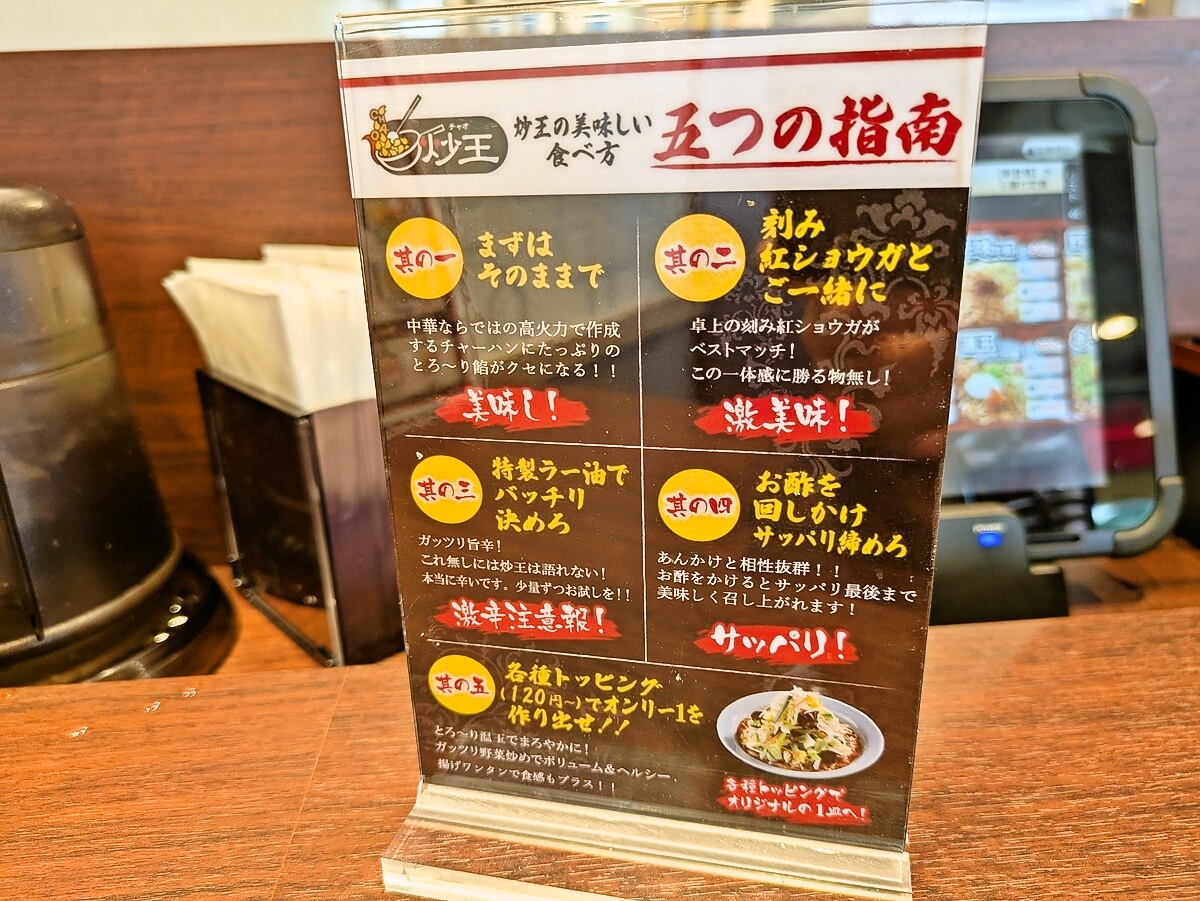 CHAO
チャオ
炒王
炒王の美味しい
食べ方
五つの指南
其の一
まずは
そのままで
中華ならではの高火力で作成
するチャーハンにたっぷりの
とろ〜り餡がクセになる！！
美味し！
其の二
刻み
紅ショウガと
ご一緒に
卓上の刻み紅ショウガが
ベストマッチ！
この一体感に勝る物無し！
激美味！
其の三
特製ラー油で
バッチリ
決めろ
ガッツリ旨辛！
これ無しには炒王は語れない！
本当に辛いです。少量ずつお試しを！！
激辛注意報！
其の四
お酢を
回しかけ
サッパリ締めろ
あんかけと相性抜群！！
お酢をかけるとサッパリ最後まで
美味しく召し上がれます！
サッパリ！
其の五
各種トッピング
(120円〜)でオンリー1を
作り出せ！！
とろ〜り温玉でまろやかに！
ガッツリ野菜炒めでボリューム＆ヘルシー
揚げワンタンで食感もプラス！！
各種トッピングで
オリジナルの1皿へ！
POWER